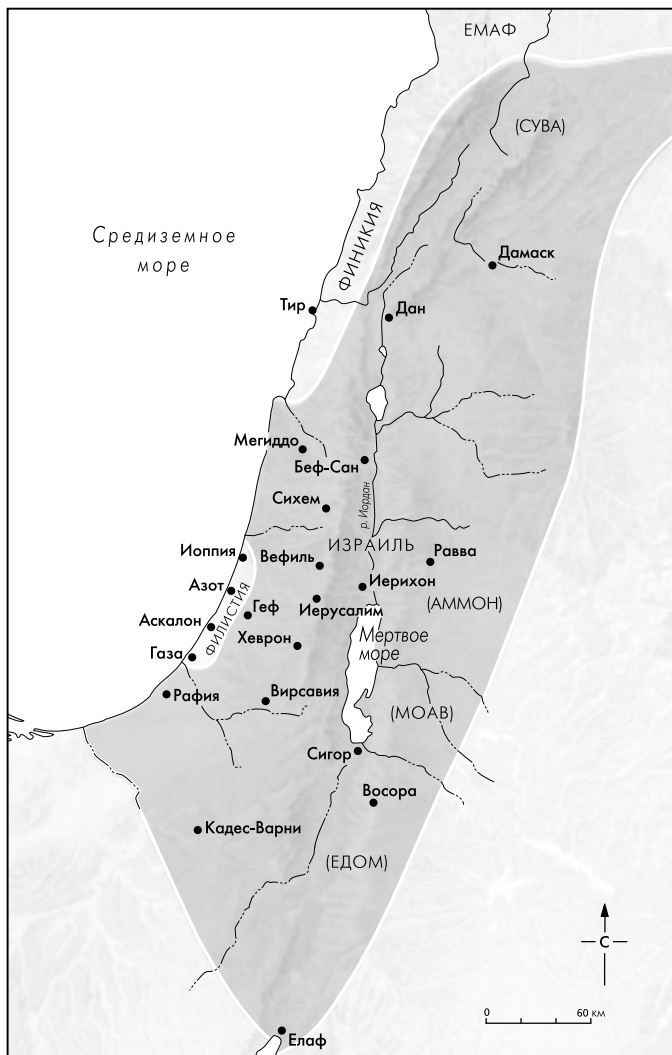 ЕМАФ
(СУВА)
Средиземное
море
ФИНИКИЯ
Дамаск
Тир
Дан
Мегиддо
Беф-Сан
Сихем
р. Иордан
ИЗРАИЛЬ
Иоппия
Вефиль
Равва
Азот
Иерихон
ФИЛИСТИЯ
Геф
Иерусалим
(АММОН)
Аскалон
Хеврон
Мертвое
море
Газа
Рафия
Вирсавия
(МОАВ)
Сигор
Восора
Кадес-Варни
(ЕДОМ)
С
0 60 км
Елаф